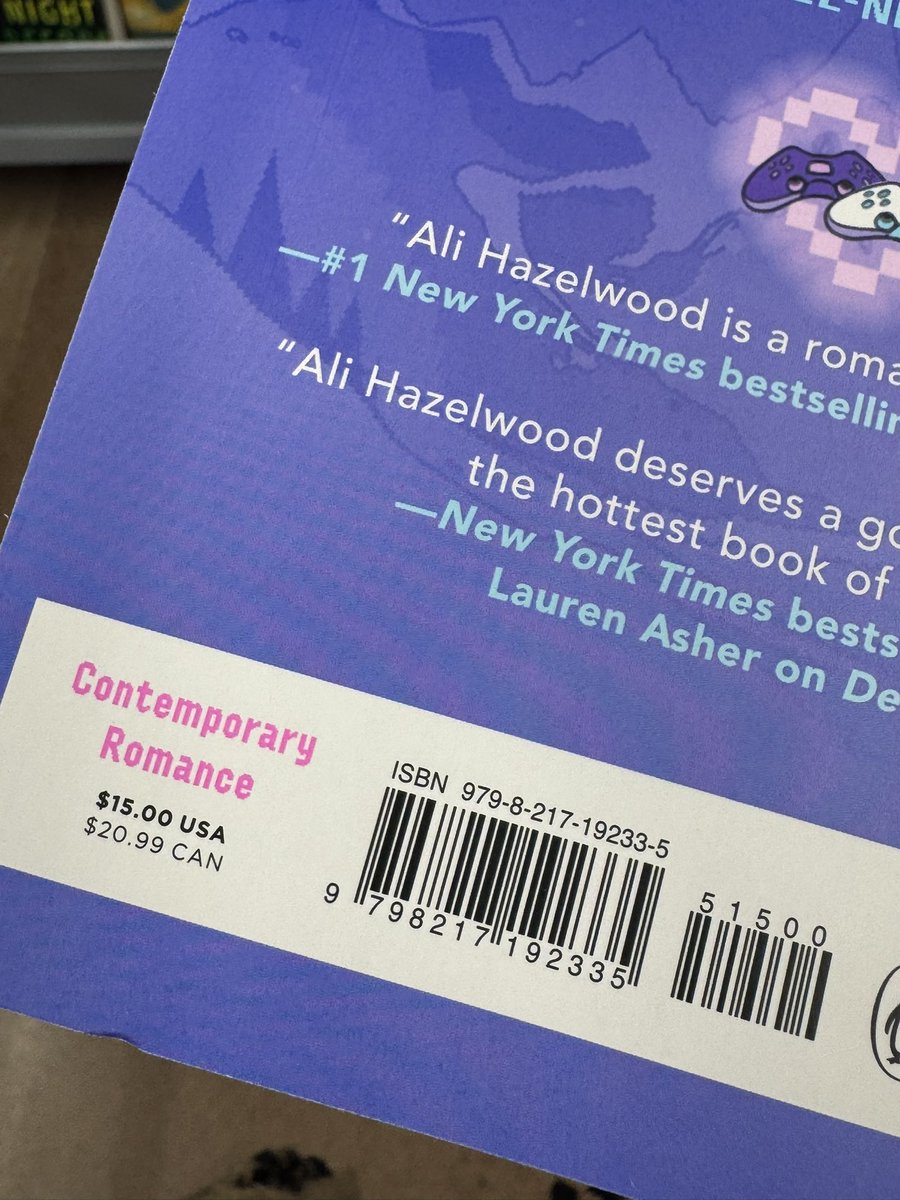 NIGHT
“Ali Hazelwood is a roma
—#1 New York Times bestsellin
“Ali Hazelwood deserves a go
the hottest book of
—New York Times bests
Lauren Asher on De
Contemporary
Romance
$15.00 USA
$20.99 CAN
ISBN 979-8-217-19233-5
9 798217 192335
51500